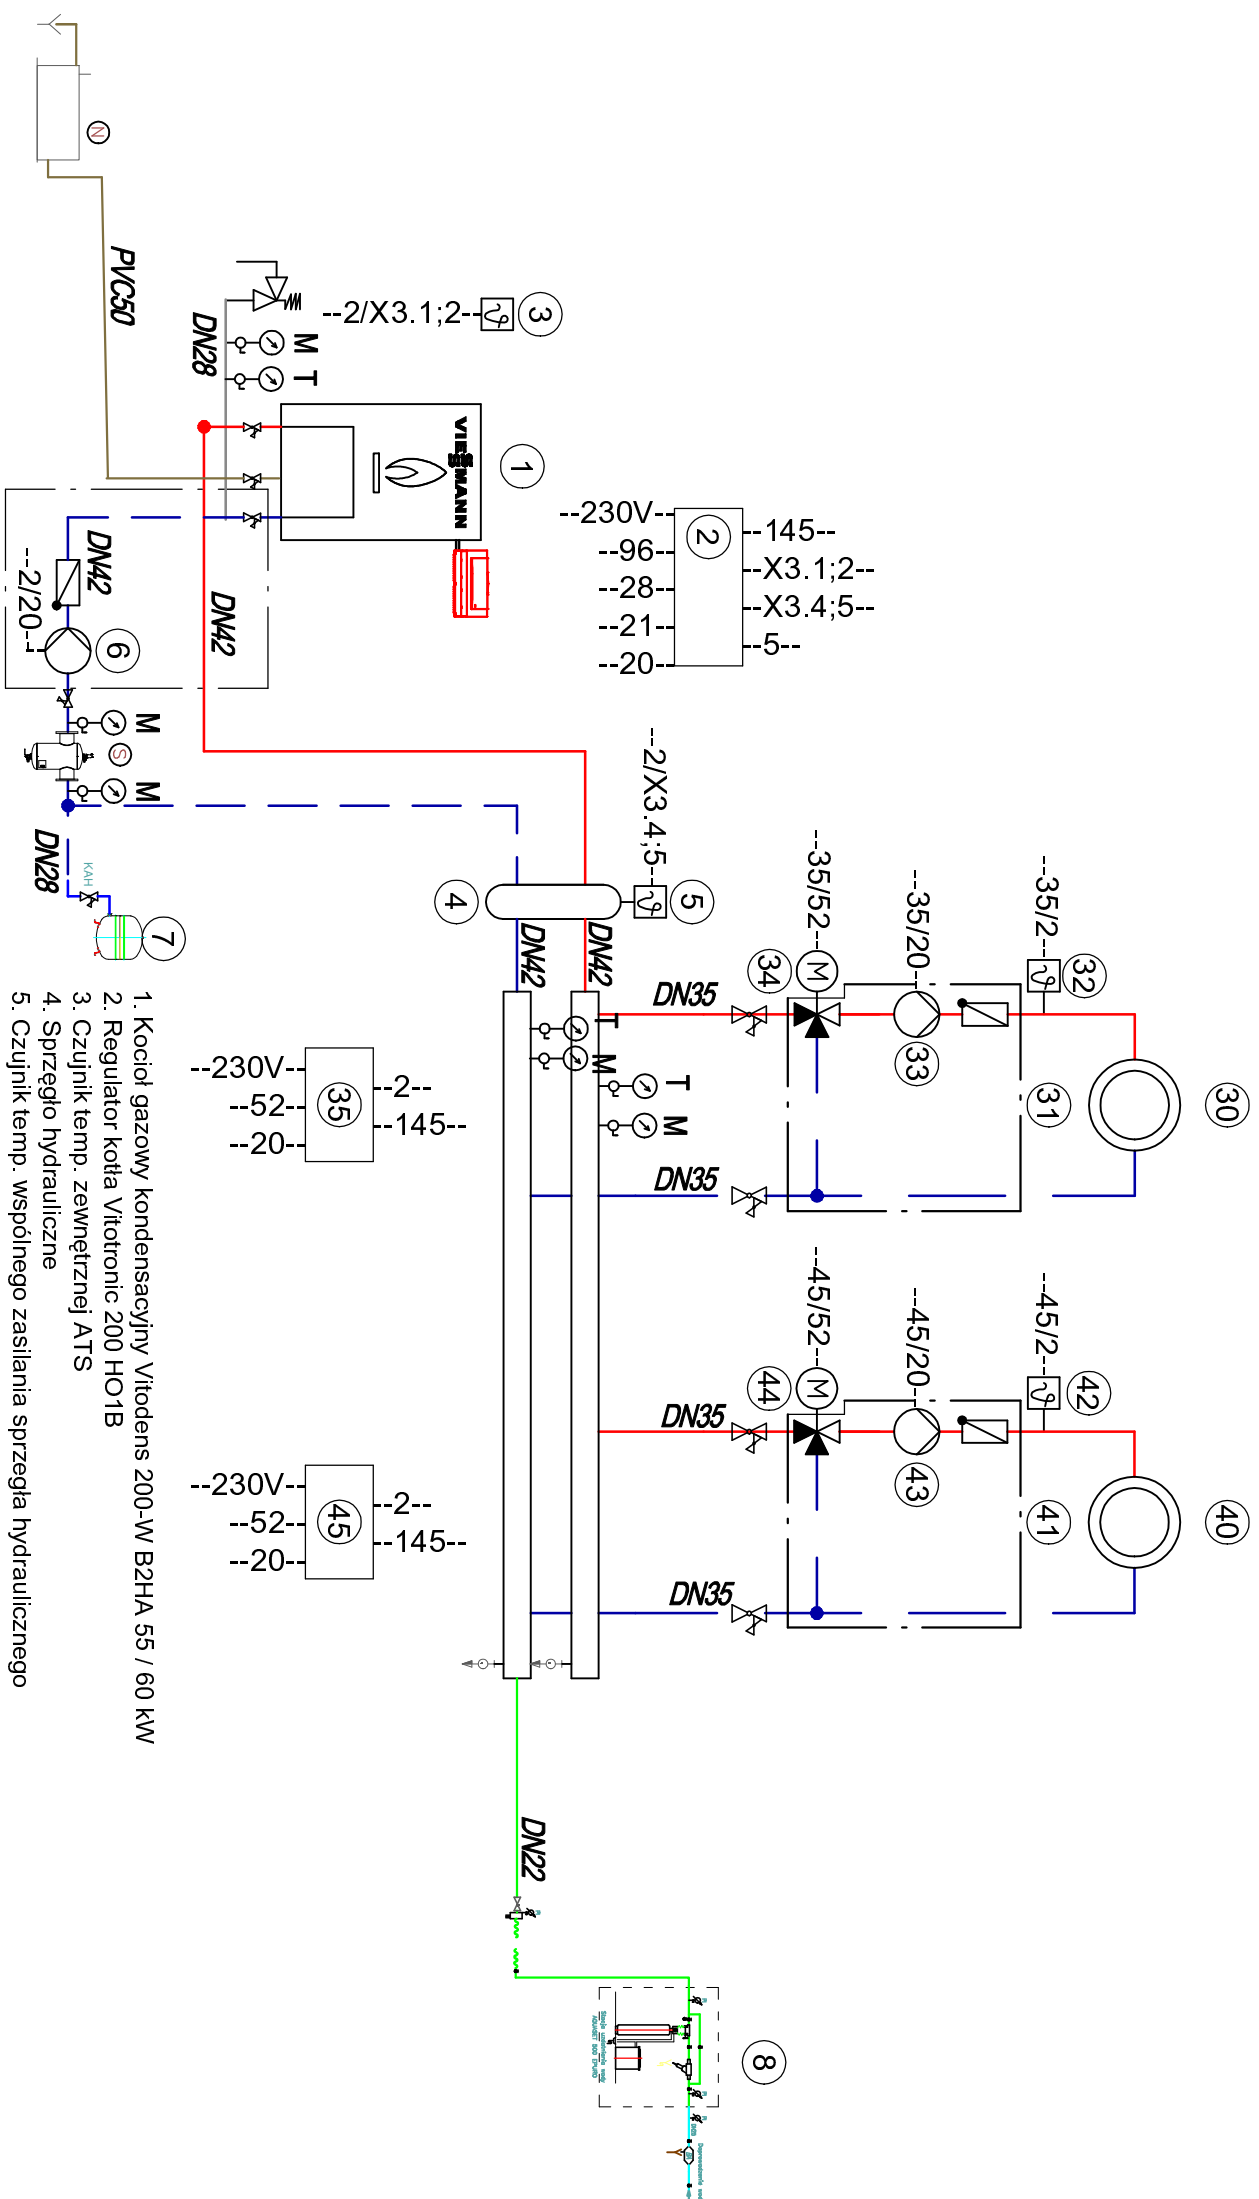 N
PVC50
--2/X3.1;2--
3
DN28
M
T
VIESSMANN
1
--230V--
--96--
--28--
--21--
--20--
2
--145--
--X3.1;2--
--X3.4;5--
--5--
DN42
DN42
--2/20--
6
M
S
M
DN28
KAH
7
--2/X3.4;5--
5
4
DN42
DN42
T
M
T
M
DN35
DN35
34
M
--35/52--
--35/20--
33
--35/2--
32
31
30
--230V--
--52--
--20--
35
--2--
--145--
DN35
DN35
44
M
--45/52--
--45/20--
43
--45/2--
42
41
40
--230V--
--52--
--20--
45
--2--
--145--
DN22
8
Stacja uzdatniania wody
1. Kocioł gazowy kondensacyjny Vitodens 200-W B2HA 55 / 60 kW
2. Regulator kotła Vitotronic 200 HO1B
3. Czujnik temp. zewnętrznej ATS
4. Sprzęgło hydrauliczne
5. Czujnik temp. wspólnego zasilania sprzęgła hydraulicznego